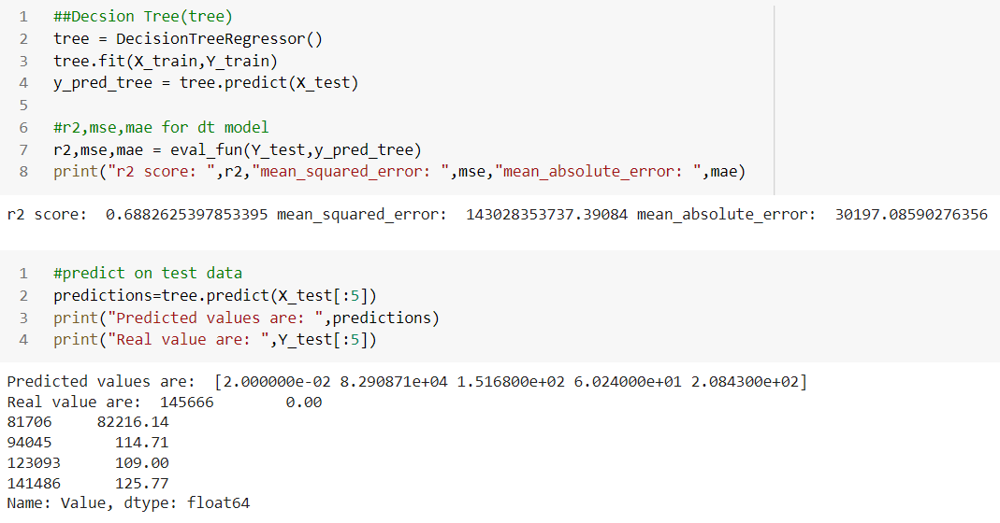 1 ##Decsion Tree(tree)
2 tree = DecisionTreeRegressor()
3 tree.fit(X_train,Y_train)
4 y_pred_tree = tree.predict(X_test)
5
6 #r2,mse,mae for dt model
7 r2,mse,mae = eval_fun(Y_test,y_pred_tree)
8 print("r2 score: ",r2,"mean_squared_error: ",mse,"mean_absolute_error: ",mae)
r2 score:  0.6882625397853395 mean_squared_error:  143028353737.39084 mean_absolute_error:  30197.08590276356
1 #predict on test data
2 predictions=tree.predict(X_test[:5])
3 print("Predicted values are: ",predictions)
4 print("Real value are: ",Y_test[:5])
Predicted values are:  [2.000000e-02 8.290871e+04 1.516800e+02 6.024000e+01 2.084300e+02]
Real value are:  145666        0.00
81706     82216.14
94045       114.71
123093      109.00
141486      125.77
Name: Value, dtype: float64